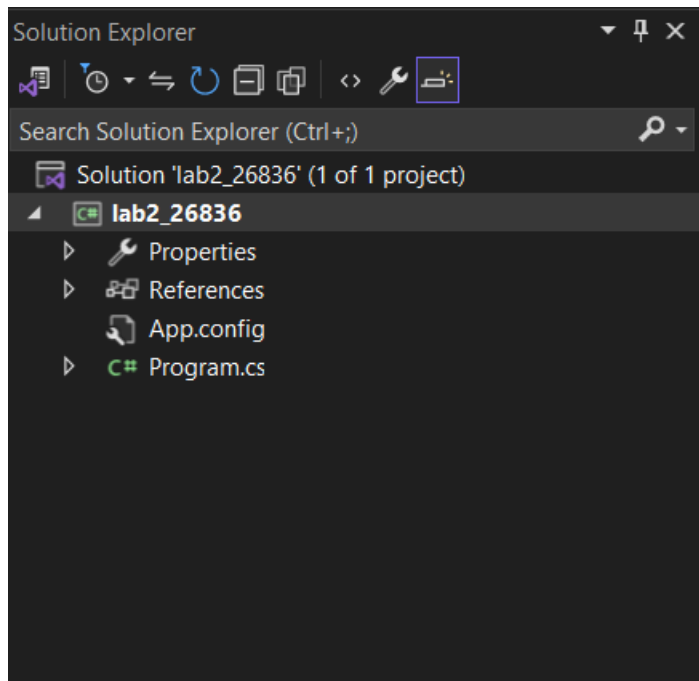 Solution Explorer
Search Solution Explorer (Ctrl+;)
Solution 'lab2_26836' (1 of 1 project)
C# lab2_26836
Properties
References
App.config
C# Program.cs